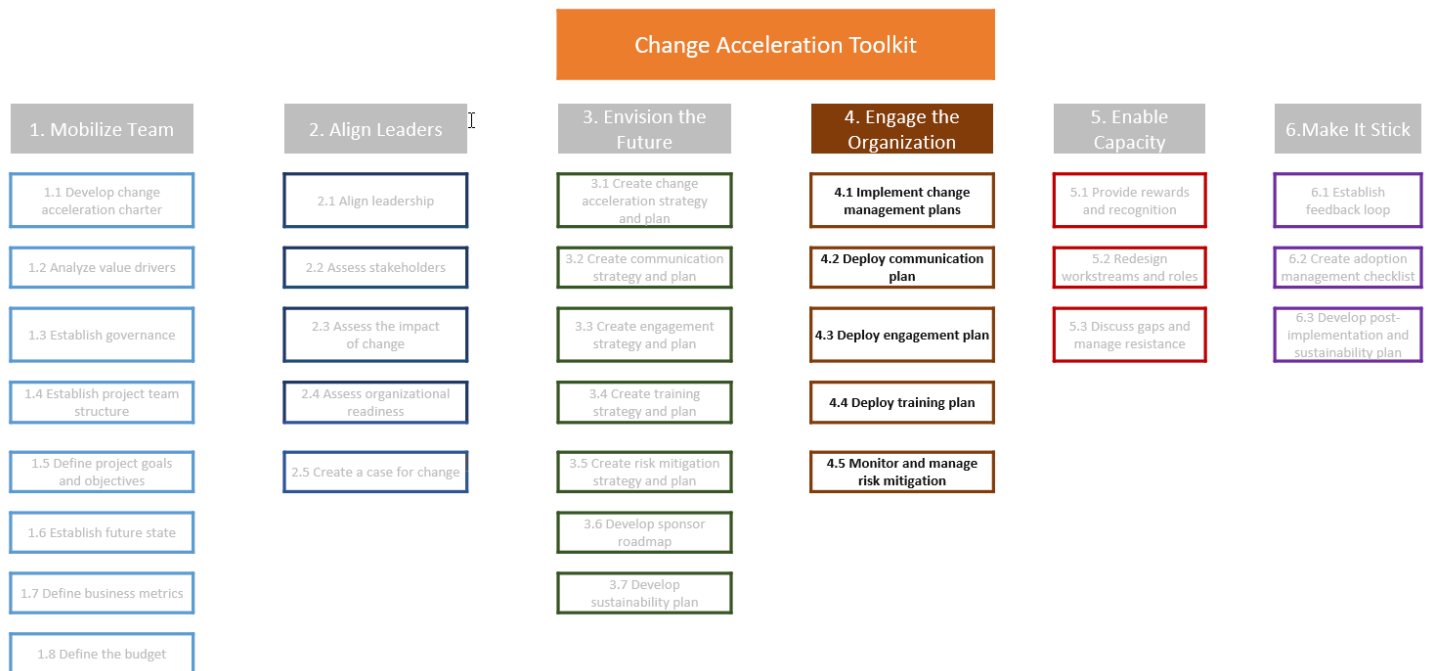 Change Acceleration Toolkit
1. Mobilize Team
1.1 Develop change
acceleration charter
1.2 Analyze value drivers
1.3 Establish governance
1.4 Establish project team
structure
1.5 Define project goals
and objectives
1.6 Establish future state
1.7 Define business metrics
1.8 Define the budget
2. Align Leaders
2.1 Align leadership
2.2 Assess stakeholders
2.3 Assess the impact
of change
2.4 Assess organizational
readiness
2.5 Create a case for change
3. Envision the
Future
3.1 Create change
acceleration strategy
and plan
3.2 Create communication
strategy and plan
3.3 Create engagement
strategy and plan
3.4 Create training
strategy and plan
3.5 Create risk mitigation
strategy and plan
3.6 Develop sponsor
roadmap
3.7 Develop
sustainability plan
4. Engage the
Organization
4.1 Implement change
management plans
4.2 Deploy communication
plan
4.3 Deploy engagement plan
4.4 Deploy training plan
4.5 Monitor and manage
risk mitigation
5. Enable
Capacity
5.1 Provide rewards
and recognition
5.2 Redesign
workstreams and roles
5.3 Discuss gaps and
manage resistance
6.Make It Stick
6.1 Establish
feedback loop
6.2 Create adoption
management checklist
6.3 Develop post-
implementation and
sustainability plan